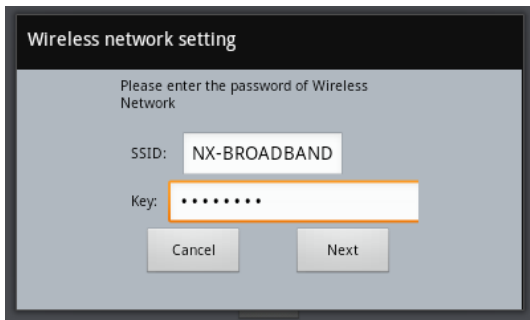 Wireless network setting
Please enter the password of Wireless
Network
SSID: NX-BROADBAND
Key: ••••••••
Cancel Next